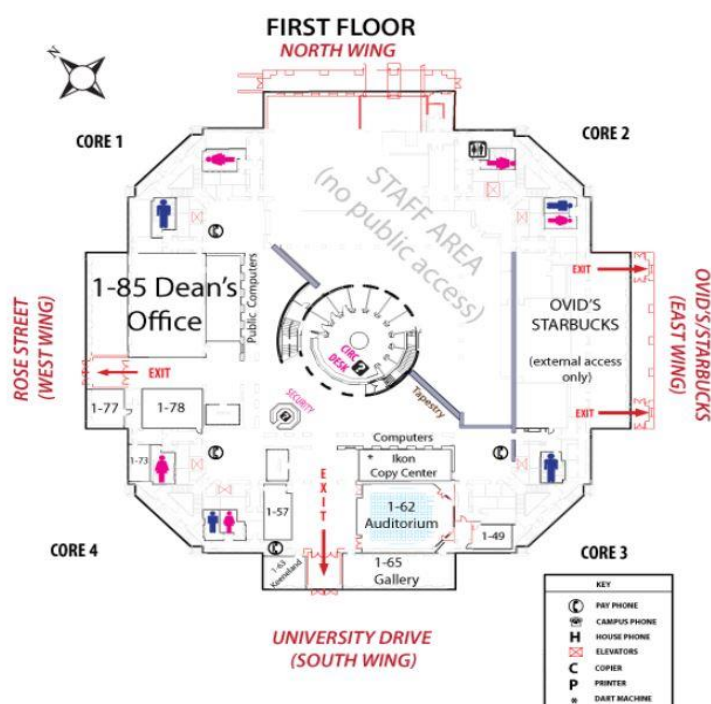 FIRST FLOOR
NORTH WING
N
CORE 1
CORE 2
STAFF AREA
(no public access)
1-85 Dean's
Office
Public Computers
ROSE STREET
(WEST WING)
EXIT
EXIT
OVID'S
STARBUCKS
(external access
only)
EXIT
OVID'S/STARBUCKS
(EAST WING)
CIRC
DESK
?
SECURITY
?
Tapestry
1-77
1-78
1-73
Computers
Ikon
Copy Center
EXIT
1-57
1-62
Auditorium
1-49
1-63
Keeneland
1-65
Gallery
CORE 4
CORE 3
UNIVERSITY DRIVE
(SOUTH WING)
KEY
PAY PHONE
CAMPUS PHONE
H HOUSE PHONE
ELEVATORS
C COPIER
P PRINTER
* DART MACHINE